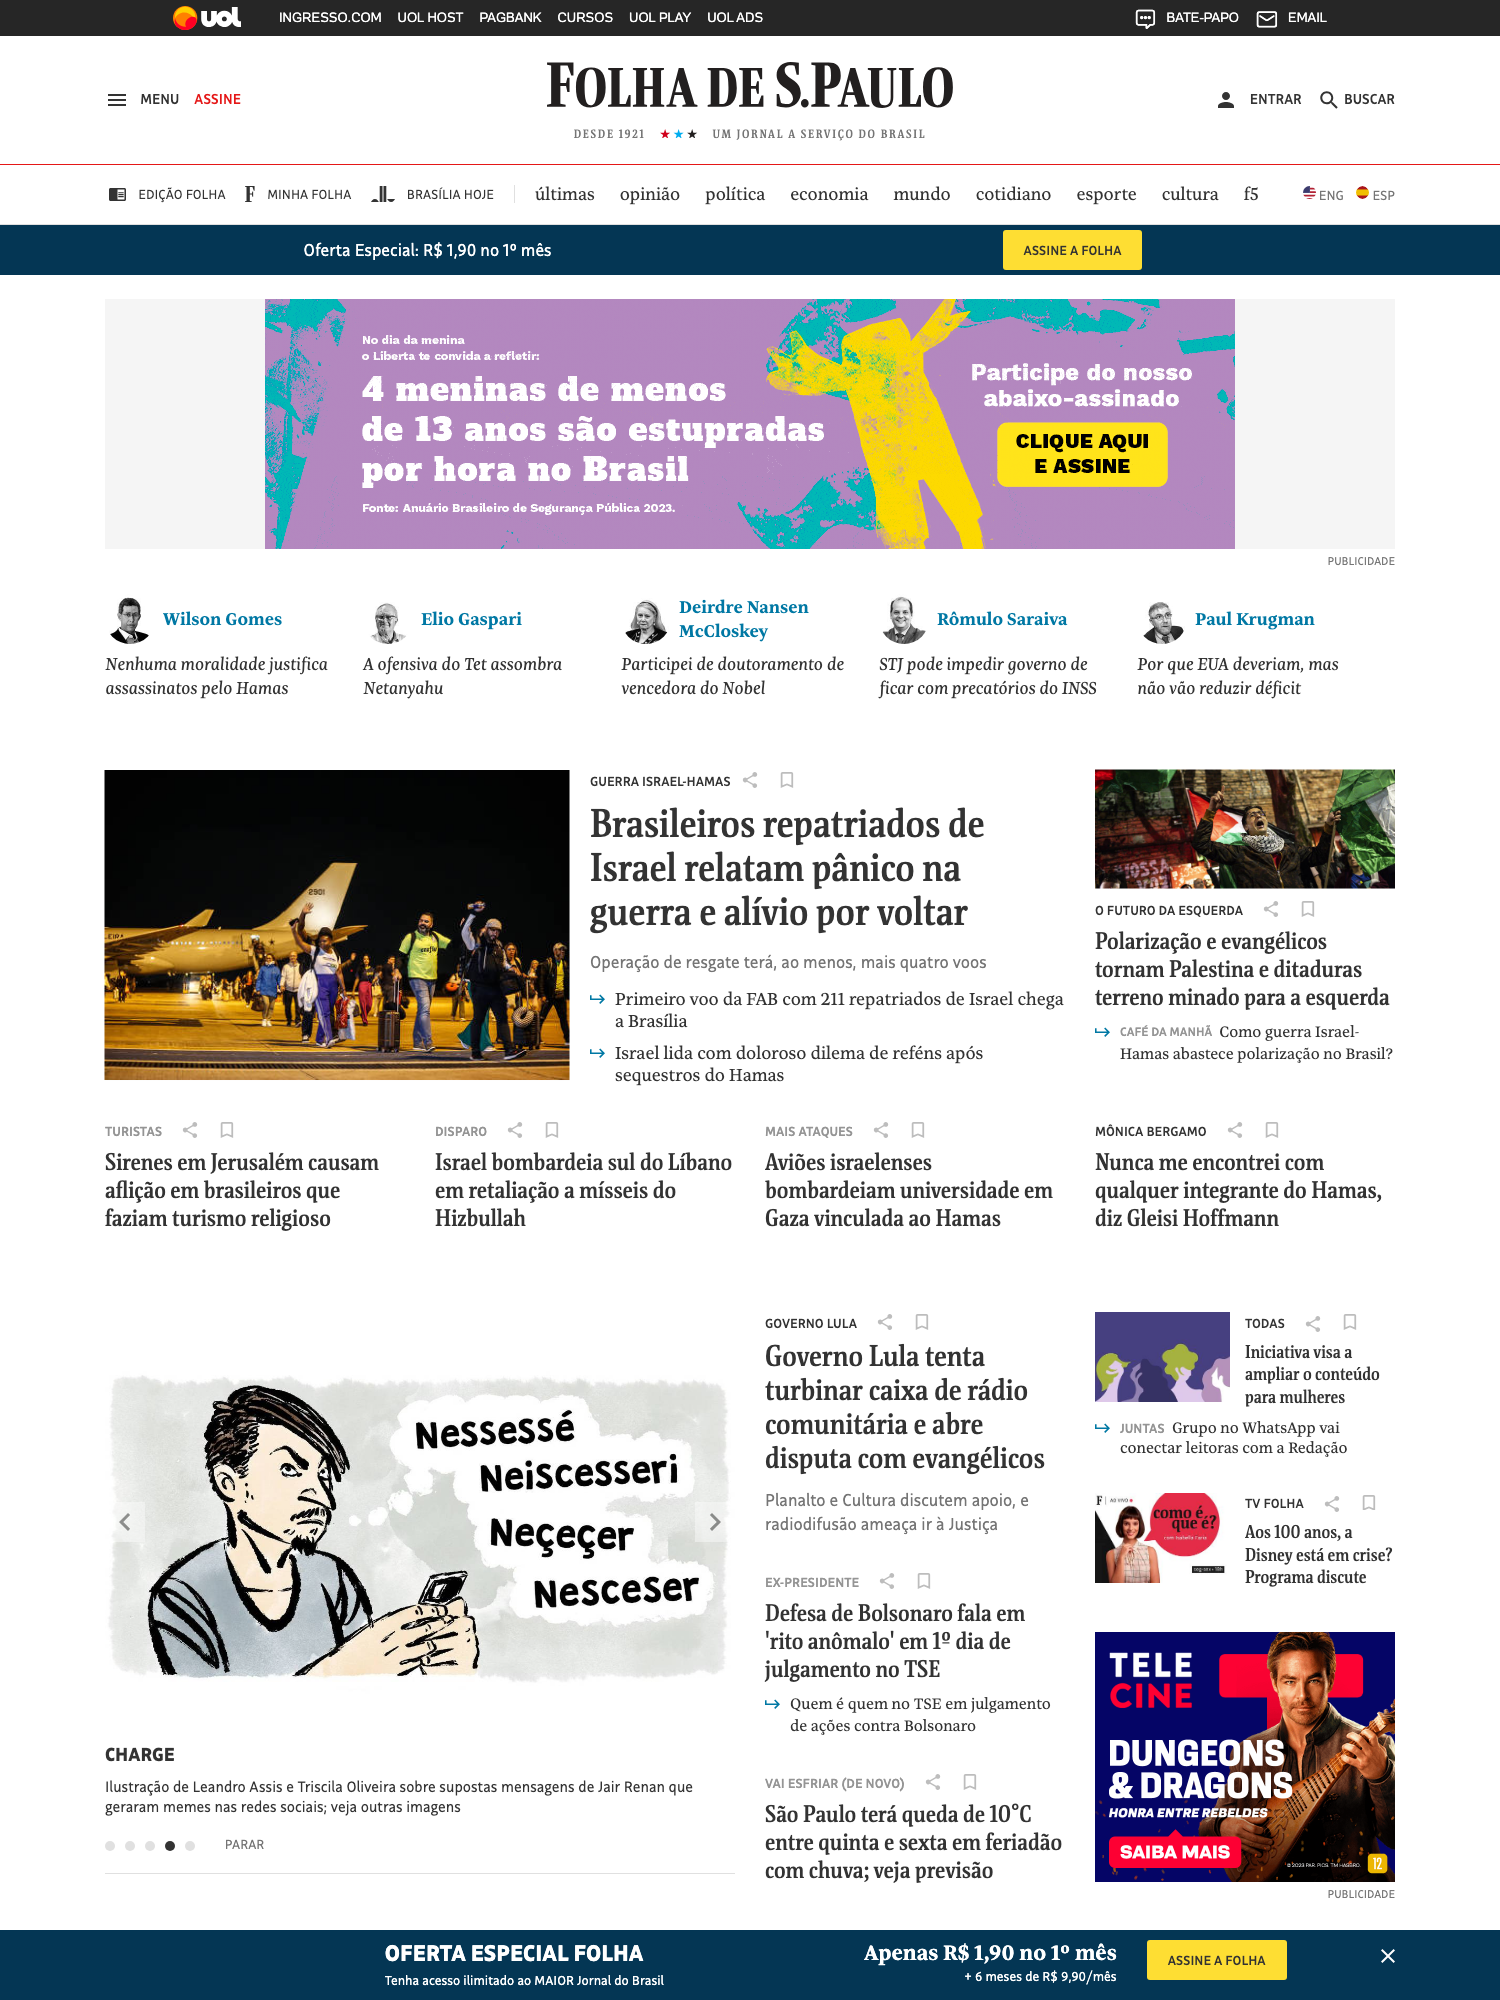 uol INGRESSO.COM UOL HOST PAGBANK CURSOS UOL PLAY UOL ADS BATE-PAPO EMAIL
MENU ASSINE FOLHA DE S.PAULO ENTRAR BUSCAR
DESDE 1921 ★★★ UM JORNAL A SERVIÇO DO BRASIL
EDIÇÃO FOLHA F MINHA FOLHA BRASÍLIA HOJE últimas opinião política economia mundo cotidiano esporte cultura f5 ENG ESP
Oferta Especial: R$ 1,90 no 1º mês ASSINE A FOLHA
No dia da menina
o Liberta te convida a refletir:
4 meninas de menos
de 13 anos são estupradas
por hora no Brasil
Fonte: Anuário Brasileiro de Segurança Pública 2023.
Participe do nosso
abaixo-assinado
CLIQUE AQUI
E ASSINE
PUBLICIDADE
Wilson Gomes
Nenhuma moralidade justifica
assassinatos pelo Hamas
Elio Gaspari
A ofensiva do Tet assombra
Netanyahu
Deirdre Nansen
McCloskey
Participei de doutoramento de
vencedora do Nobel
Rômulo Saraiva
STJ pode impedir governo de
ficar com precatórios do INSS
Paul Krugman
Por que EUA deveriam, mas
não vão reduzir déficit
2901
GUERRA ISRAEL-HAMAS
Brasileiros repatriados de
Israel relatam pânico na
guerra e alívio por voltar
Operação de resgate terá, ao menos, mais quatro voos
Primeiro voo da FAB com 211 repatriados de Israel chega
a Brasília
Israel lida com doloroso dilema de reféns após
sequestros do Hamas
O FUTURO DA ESQUERDA
Polarização e evangélicos
tornam Palestina e ditaduras
terreno minado para a esquerda
CAFÉ DA MANHÃ Como guerra Israel-
Hamas abastece polarização no Brasil?
TURISTAS
Sirenes em Jerusalém causam
aflição em brasileiros que
faziam turismo religioso
DISPARO
Israel bombardeia sul do Líbano
em retaliação a mísseis do
Hizbullah
MAIS ATAQUES
Aviões israelenses
bombardeiam universidade em
Gaza vinculada ao Hamas
MÔNICA BERGAMO
Nunca me encontrei com
qualquer integrante do Hamas,
diz Gleisi Hoffmann
Nessessé
Neiscesseri
Neçeçer
Nesceser
CHARGE
Ilustração de Leandro Assis e Triscila Oliveira sobre supostas mensagens de Jair Renan que
geraram memes nas redes sociais; veja outras imagens
PARAR
GOVERNO LULA
Governo Lula tenta
turbinar caixa de rádio
comunitária e abre
disputa com evangélicos
Planalto e Cultura discutem apoio, e
radiodifusão ameaça ir à Justiça
EX-PRESIDENTE
Defesa de Bolsonaro fala em
'rito anômalo' em 1º dia de
julgamento no TSE
Quem é quem no TSE em julgamento
de ações contra Bolsonaro
VAI ESFRIAR (DE NOVO)
São Paulo terá queda de 10°C
entre quinta e sexta em feriadão
com chuva; veja previsão
TODAS
Iniciativa visa a
ampliar o conteúdo
para mulheres
JUNTAS Grupo no WhatsApp vai
conectar leitoras com a Redação
F AO VIVO
como é
que é?
TV FOLHA
Aos 100 anos, a
Disney está em crise?
Programa discute
TELE
CINE
DUNGEONS
& DRAGONS
HONRA ENTRE REBELDES
SAIBA MAIS
©2023 PAR. PICS. TM HASBRO.
12
PUBLICIDADE
OFERTA ESPECIAL FOLHA
Tenha acesso ilimitado ao MAIOR Jornal do Brasil
Apenas R$ 1,90 no 1º mês
+ 6 meses de R$ 9,90/mês
ASSINE A FOLHA